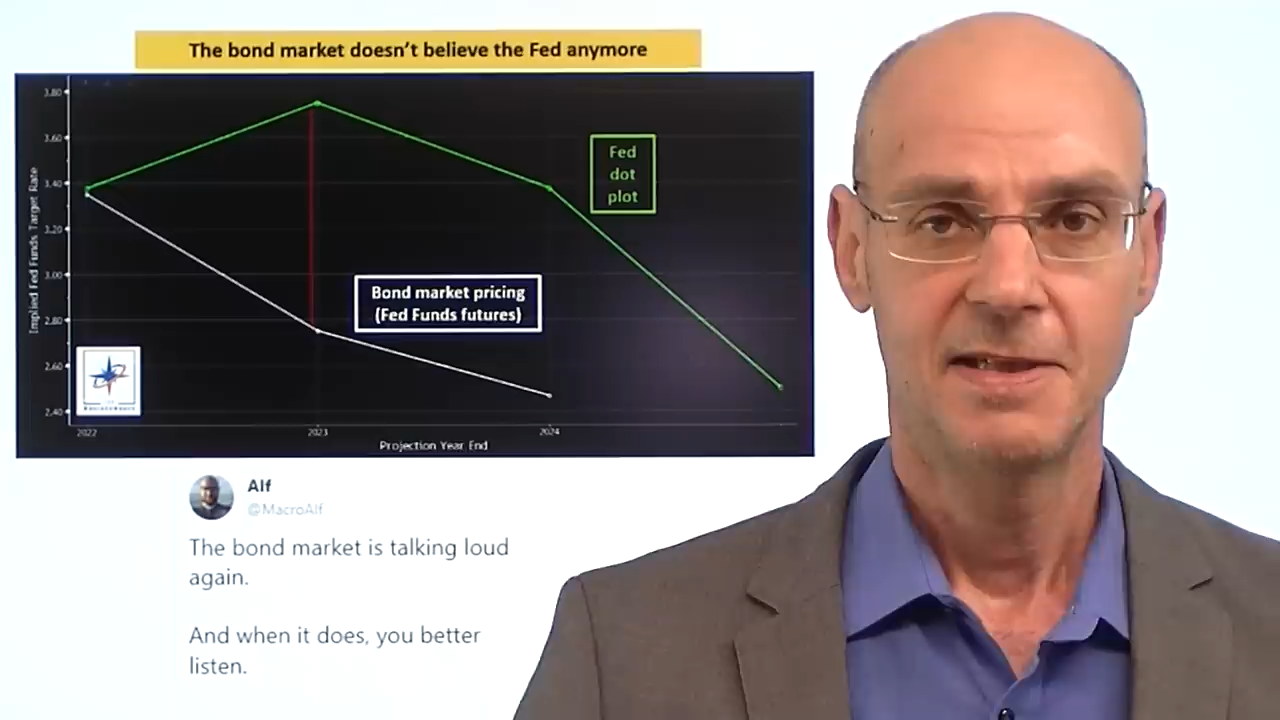 The bond market doesn’t believe the Fed anymore
3.80
3.60
3.40
3.20
3.00
2.80
2.60
2.40
Implied Fed Funds Target Rate
Fed
dot
plot
Bond market pricing
(Fed Funds futures)
2022
2023
2024
Projection Year End
Alf
@MacroAlf
The bond market is talking loud
again.
And when it does, you better
listen.